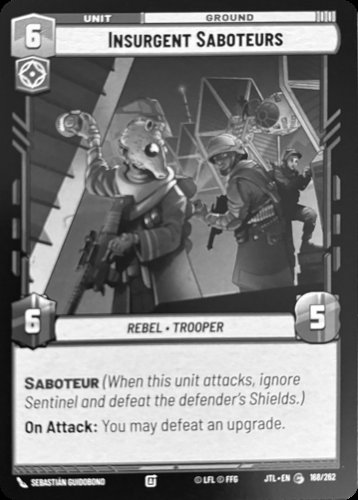 UNIT GROUND
6 INSURGENT SABOTEURS
6 5
REBEL • TROOPER
SABOTEUR (When this unit attacks, ignore
Sentinel and defeat the defender's Shields.)
On Attack: You may defeat an upgrade.
SEBASTIÁN GUIDOBONO © LFL © FFG JTL • EN C 168/262